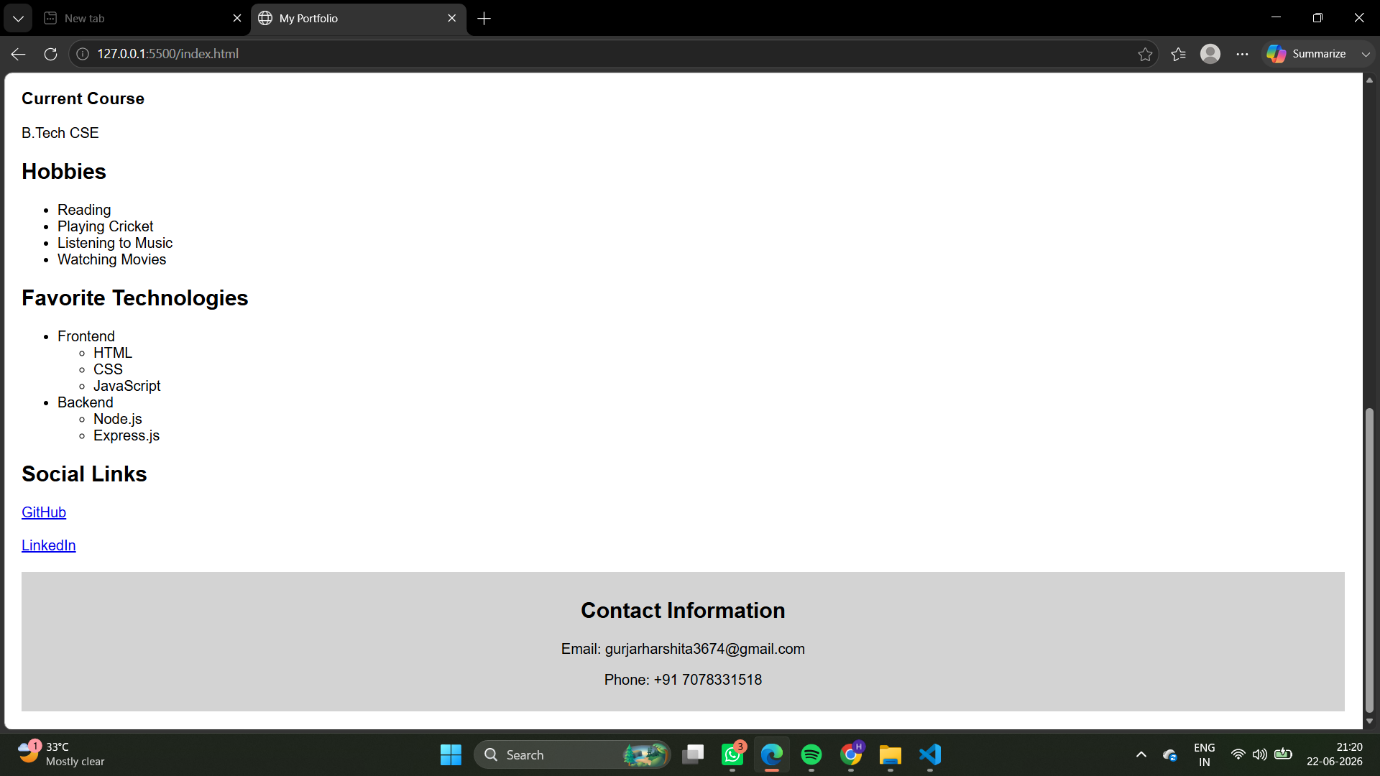 New tab
My Portfolio
127.0.0.1:5500/index.html
Summarize
Current Course
B.Tech CSE
Hobbies
Reading
Playing Cricket
Listening to Music
Watching Movies
Favorite Technologies
Frontend
HTML
CSS
JavaScript
Backend
Node.js
Express.js
Social Links
GitHub
LinkedIn
Contact Information
Email: gurjarharshita3674@gmail.com
Phone: +91 7078331518
1
33°C
Mostly clear
Search
3
H
ENG
IN
21:20
22-06-2026